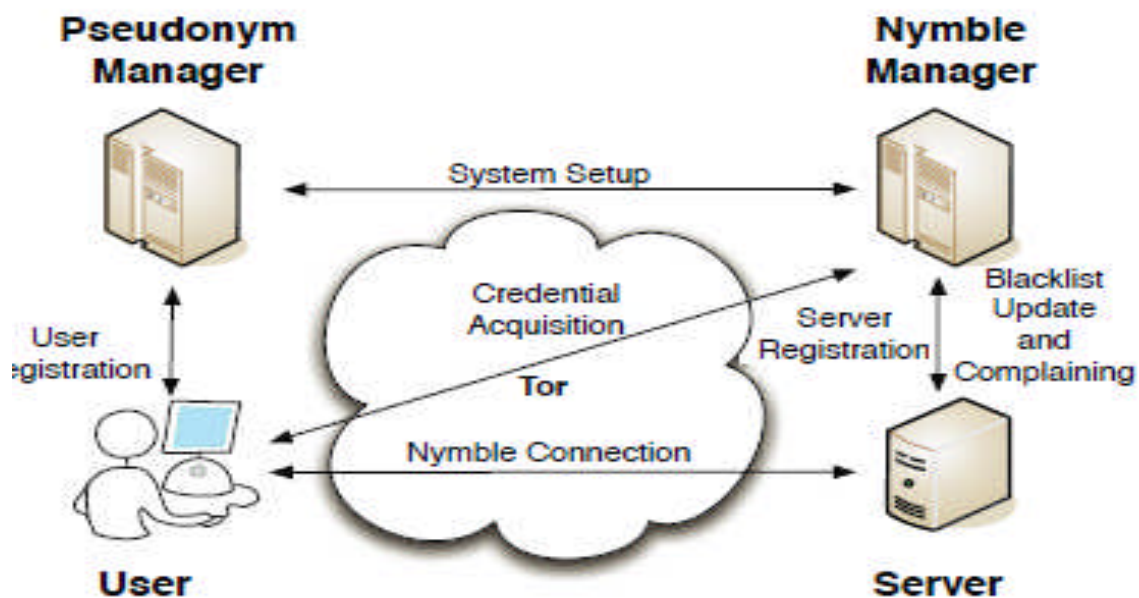 Pseudonym
Manager
Nymble
Manager
System Setup
Credential
Acquisition
Tor
User
egistration
Server
Registration
Blacklist
Update
and
Complaining
Nymble Connection
User
Server